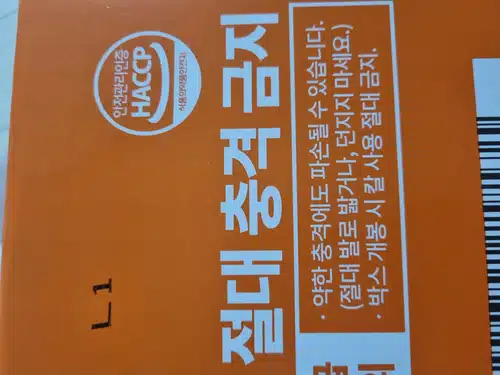 안전관리인증
HACCP
식품의약품안전처
절대 충격 금지
· 약한 충격에도 파손될 수 있습니다.
(절대 발로 밟거나, 던지지 마세요.)
· 박스 개봉 시 칼 사용 절대 금지.
L1